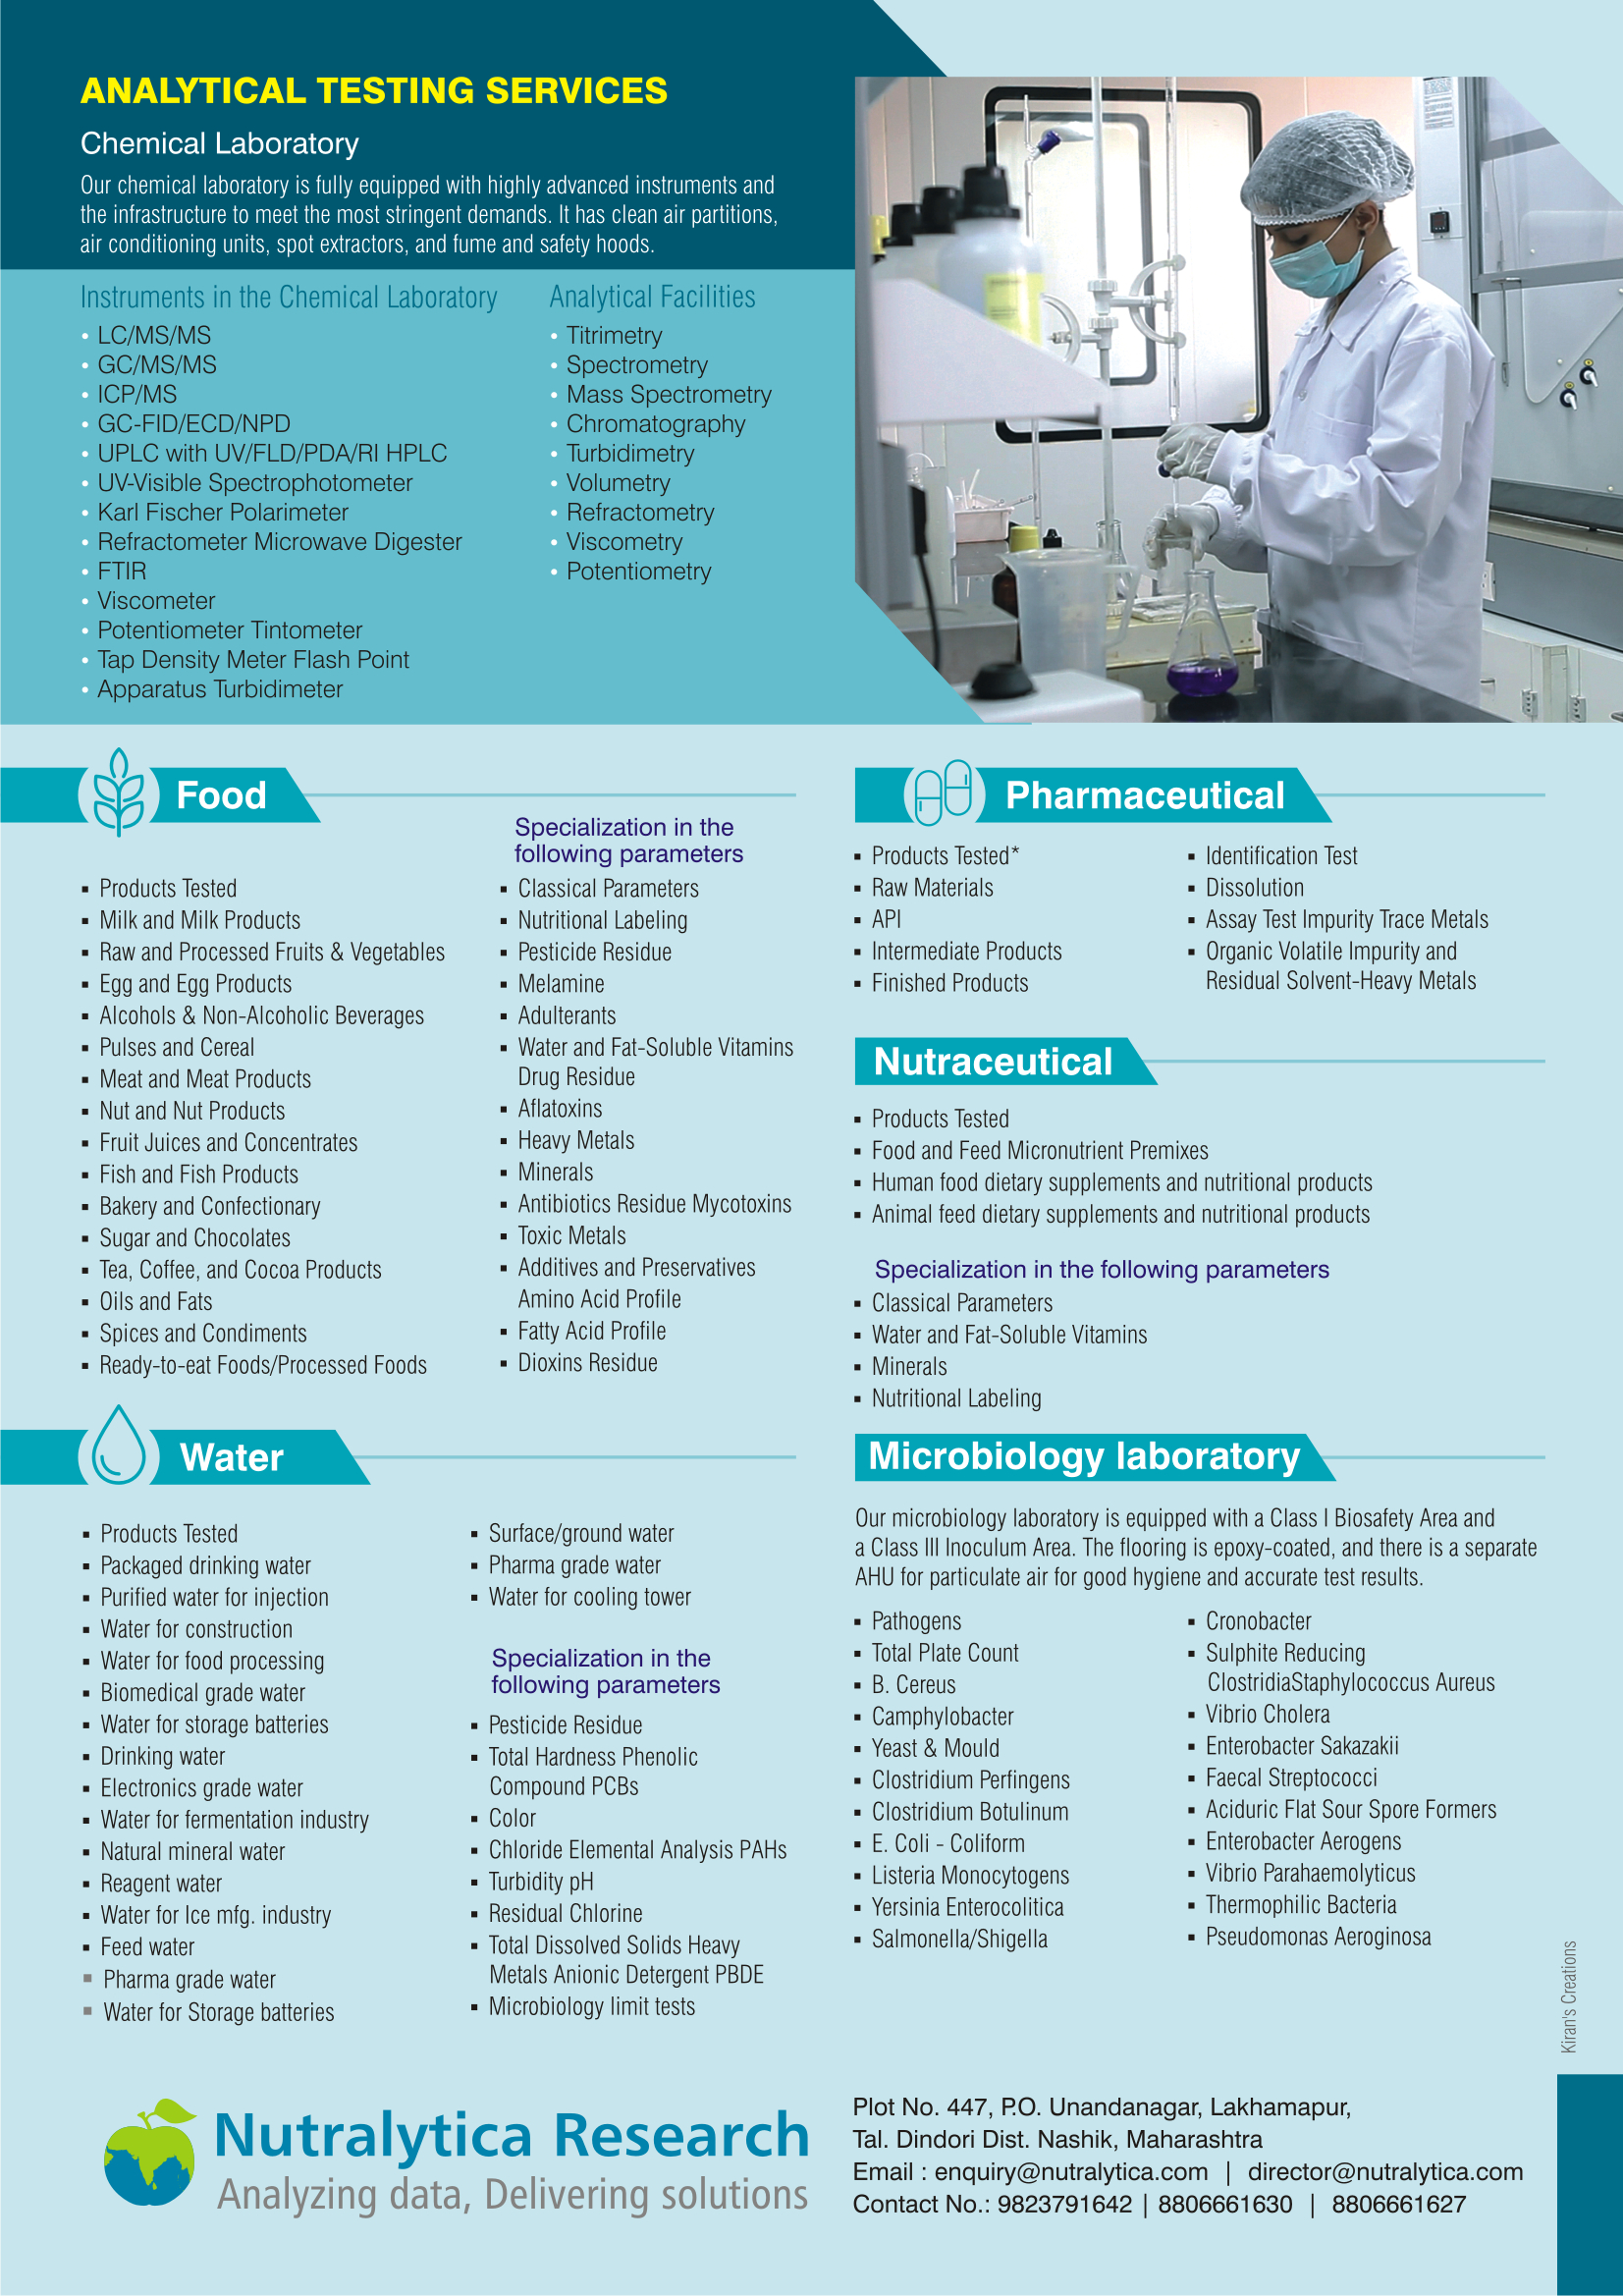 ANALYTICAL TESTING SERVICES
Chemical Laboratory
Our chemical laboratory is fully equipped with highly advanced instruments and
the infrastructure to meet the most stringent demands. It has clean air partitions,
air conditioning units, spot extractors, and fume and safety hoods.
Instruments in the Chemical Laboratory
• LC/MS/MS
• GC/MS/MS
• ICP/MS
• GC-FID/ECD/NPD
• UPLC with UV/FLD/PDA/RI HPLC
• UV-Visible Spectrophotometer
• Karl Fischer Polarimeter
• Refractometer Microwave Digester
• FTIR
• Viscometer
• Potentiometer Tintometer
• Tap Density Meter Flash Point
• Apparatus Turbidimeter
Analytical Facilities
• Titrimetry
• Spectrometry
• Mass Spectrometry
• Chromatography
• Turbidimetry
• Volumetry
• Refractometry
• Viscometry
• Potentiometry
Food
▪ Products Tested
▪ Milk and Milk Products
▪ Raw and Processed Fruits & Vegetables
▪ Egg and Egg Products
▪ Alcohols & Non-Alcoholic Beverages
▪ Pulses and Cereal
▪ Meat and Meat Products
▪ Nut and Nut Products
▪ Fruit Juices and Concentrates
▪ Fish and Fish Products
▪ Bakery and Confectionary
▪ Sugar and Chocolates
▪ Tea, Coffee, and Cocoa Products
▪ Oils and Fats
▪ Spices and Condiments
▪ Ready-to-eat Foods/Processed Foods
Specialization in the
following parameters
▪ Classical Parameters
▪ Nutritional Labeling
▪ Pesticide Residue
▪ Melamine
▪ Adulterants
▪ Water and Fat-Soluble Vitamins
Drug Residue
▪ Aflatoxins
▪ Heavy Metals
▪ Minerals
▪ Antibiotics Residue Mycotoxins
▪ Toxic Metals
▪ Additives and Preservatives
Amino Acid Profile
▪ Fatty Acid Profile
▪ Dioxins Residue
Water
▪ Products Tested
▪ Packaged drinking water
▪ Purified water for injection
▪ Water for construction
▪ Water for food processing
▪ Biomedical grade water
▪ Water for storage batteries
▪ Drinking water
▪ Electronics grade water
▪ Water for fermentation industry
▪ Natural mineral water
▪ Reagent water
▪ Water for Ice mfg. industry
▪ Feed water
▪ Pharma grade water
▪ Water for Storage batteries
▪ Surface/ground water
▪ Pharma grade water
▪ Water for cooling tower
Specialization in the
following parameters
▪ Pesticide Residue
▪ Total Hardness Phenolic
Compound PCBs
▪ Color
▪ Chloride Elemental Analysis PAHs
▪ Turbidity pH
▪ Residual Chlorine
▪ Total Dissolved Solids Heavy
Metals Anionic Detergent PBDE
▪ Microbiology limit tests
Pharmaceutical
▪ Products Tested*
▪ Raw Materials
▪ API
▪ Intermediate Products
▪ Finished Products
▪ Identification Test
▪ Dissolution
▪ Assay Test Impurity Trace Metals
▪ Organic Volatile Impurity and
Residual Solvent-Heavy Metals
Nutraceutical
▪ Products Tested
▪ Food and Feed Micronutrient Premixes
▪ Human food dietary supplements and nutritional products
▪ Animal feed dietary supplements and nutritional products
Specialization in the following parameters
▪ Classical Parameters
▪ Water and Fat-Soluble Vitamins
▪ Minerals
▪ Nutritional Labeling
Microbiology laboratory
Our microbiology laboratory is equipped with a Class I Biosafety Area and
a Class III Inoculum Area. The flooring is epoxy-coated, and there is a separate
AHU for particulate air for good hygiene and accurate test results.
▪ Pathogens
▪ Total Plate Count
▪ B. Cereus
▪ Camphylobacter
▪ Yeast & Mould
▪ Clostridium Perfingens
▪ Clostridium Botulinum
▪ E. Coli - Coliform
▪ Listeria Monocytogens
▪ Yersinia Enterocolitica
▪ Salmonella/Shigella
▪ Cronobacter
▪ Sulphite Reducing
ClostridiaStaphylococcus Aureus
▪ Vibrio Cholera
▪ Enterobacter Sakazakii
▪ Faecal Streptococci
▪ Aciduric Flat Sour Spore Formers
▪ Enterobacter Aerogens
▪ Vibrio Parahaemolyticus
▪ Thermophilic Bacteria
▪ Pseudomonas Aeroginosa
Kiran's Creations
Nutralytica Research
Analyzing data, Delivering solutions
Plot No. 447, P.O. Unandanagar, Lakhamapur,
Tal. Dindori Dist. Nashik, Maharashtra
Email : enquiry@nutralytica.com | director@nutralytica.com
Contact No.: 9823791642 | 8806661630 | 8806661627